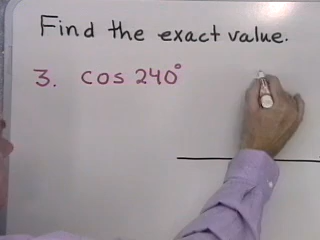 Find the exact value.
3. cos 240°